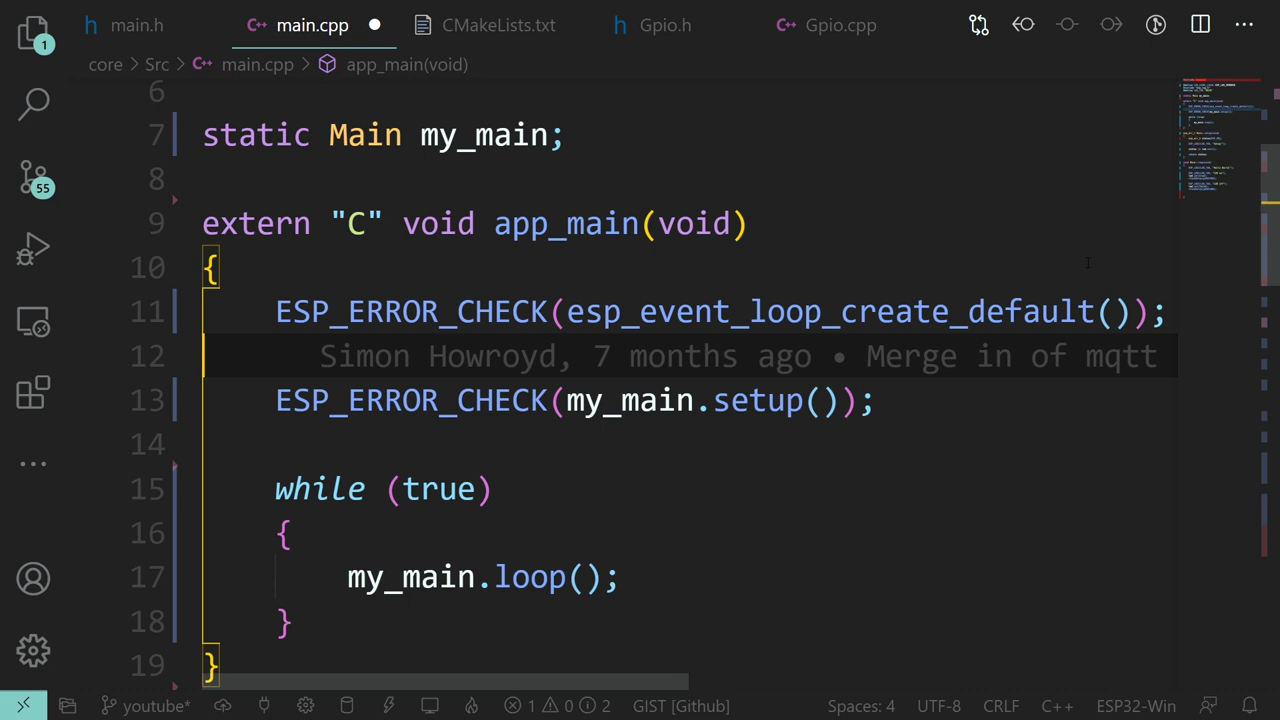 main.h
main.cpp
CMakeLists.txt
Gpio.h
Gpio.cpp
core > Src > main.cpp > app_main(void)
6
7 static Main my_main;
8
9 extern "C" void app_main(void)
10 {
11 ESP_ERROR_CHECK(esp_event_loop_create_default());
12 Simon Howroyd, 7 months ago • Merge in of mqtt
13 ESP_ERROR_CHECK(my_main.setup());
14
15 while (true)
16 {
17 my_main.loop();
18 }
19 }
1
55
youtube*
1 0 2
GIST [Github]
Spaces: 4
UTF-8
CRLF
C++
ESP32-Win